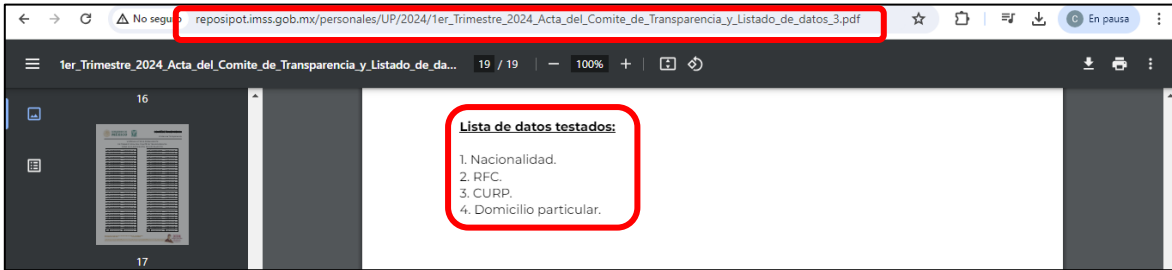 No seguro
reposipot.imss.gob.mx/personales/UP/2024/1er_Trimestre_2024_Acta_del_Comite_de_Transparencia_y_Listado_de_datos_3.pdf
C
En pausa
1er_Trimestre_2024_Acta_del_Comite_de_Transparencia_y_Listado_de_da...
19 / 19
100%
16
17
Lista de datos testados:
1. Nacionalidad.
2. RFC.
3. CURP.
4. Domicilio particular.